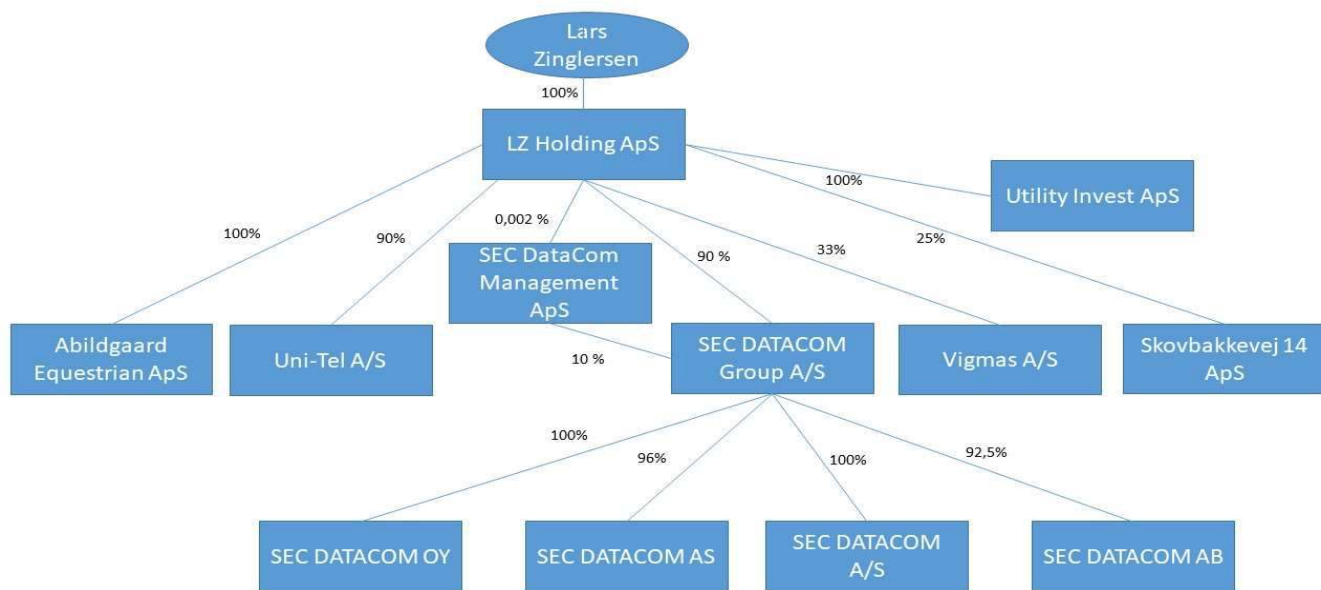 Lars
Zinglersen
100%
LZ Holding ApS
100%
Utility Invest ApS
0,002 %
100%
90%
SEC DataCom
Management
ApS
90 %
33%
25%
Abildgaard
Equestrian ApS
Uni-Tel A/S
10 %
SEC DATACOM
Group A/S
Vigmas A/S
Skovbakkevej 14
ApS
100%
96%
100%
92,5%
SEC DATACOM OY
SEC DATACOM AS
SEC DATACOM
A/S
SEC DATACOM AB